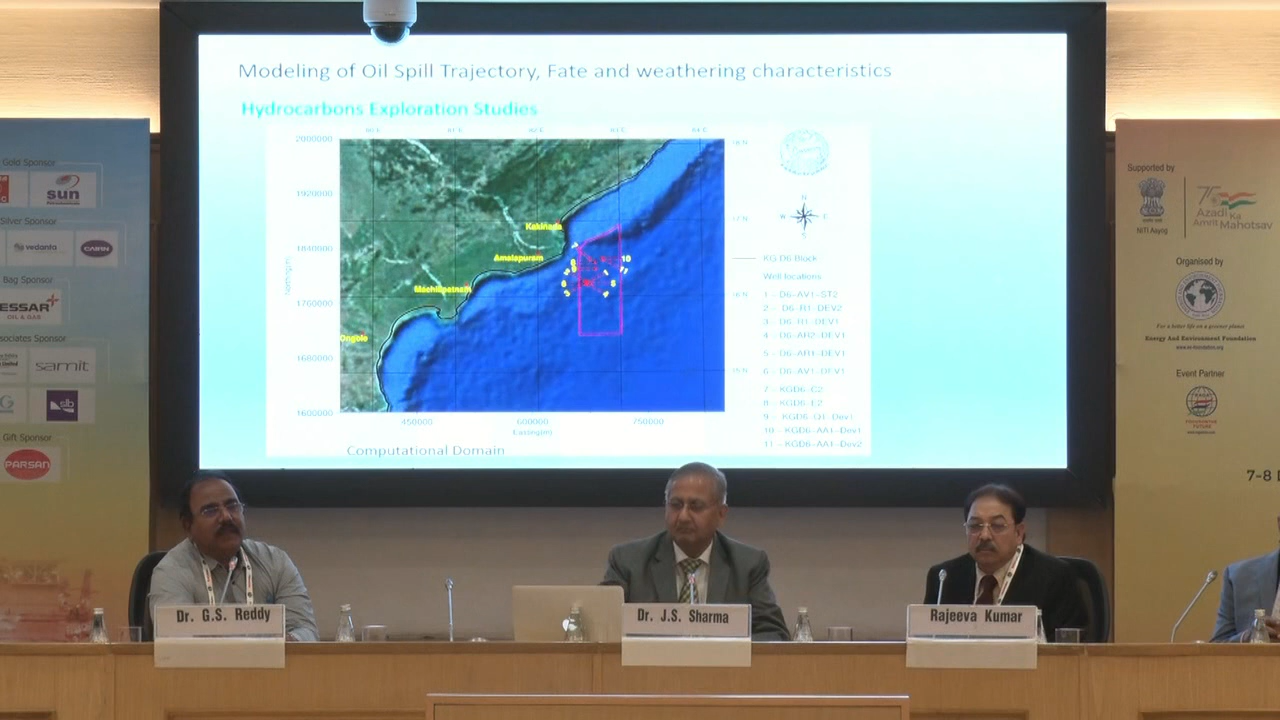 Modeling of Oil Spill Trajectory, Fate and weathering characteristics
Hydrocarbons Exploration Studies
2000000
1920000
1840000
1760000
1680000
1600000
450000
600000
750000
Easting(m)
Kakinada
Amalapuram
Machilipatnam
Ongole
10
N
W
E
S
KG D6 Block
Well locations
1 - D6-AV1-ST2
2 - D6-R1-DEV2
3 - D6-R1-DEV1
4 - D6-AR2-DEV1
5 - D6-AR1-DEV1
6 - D6-AV1-DEV1
7 - KGD6-C2
8 - KGD6-E2
9 - KGD6-Q1-Dev1
10 - KGD6-AA1-Dev1
11 - KGD6-AA1-Dev2
Computational Domain
Gold Sponsor
sun
Silver Sponsor
vedanta
CAIRN
Bag Sponsor
ESSAR
OIL & GAS
sociates Sponsor
samit
slb
Gift Sponsor
PARSAN
Supported by
NITI Aayog
75
Azadi Ka
Amrit Mahotsav
Organised by
For a better life on a greener planet
Energy And Environment Foundation
Event Partner
7-8
Dr. G.S. Reddy
Dr. J.S. Sharma
Rajeeva Kumar